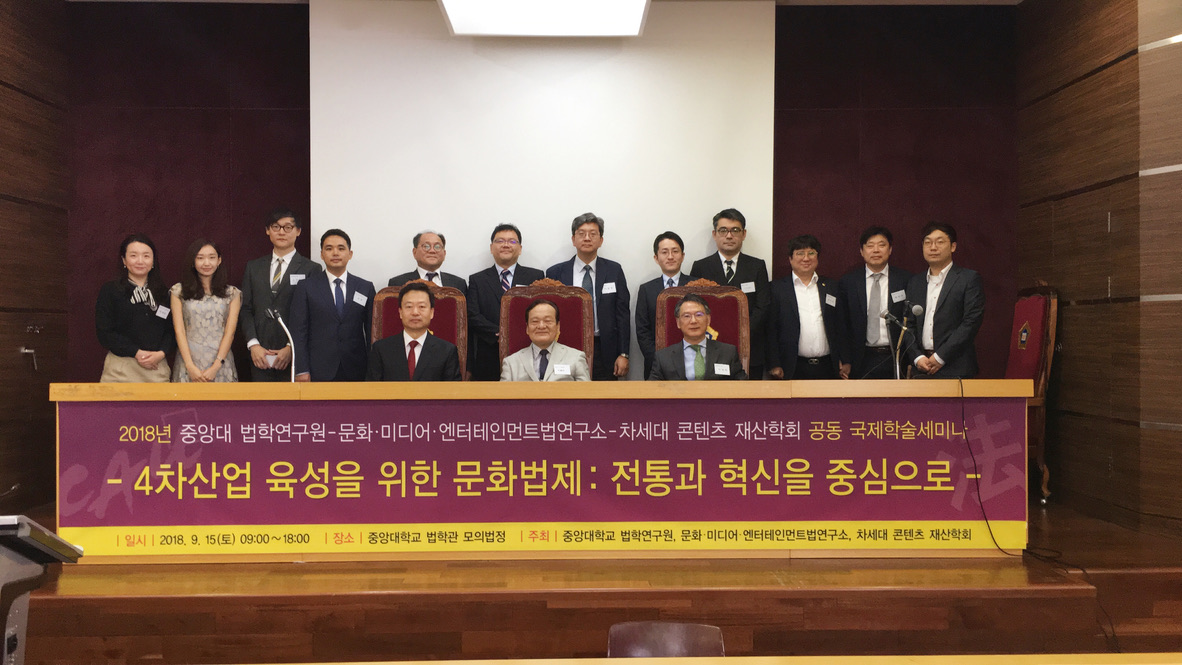 2018년 중앙대 법학연구원-문화·미디어·엔터테인먼트법연구소-차세대 콘텐츠 재산학회 공동 국제학술세미나
- 4차산업 육성을 위한 문화법제: 전통과 혁신을 중심으로 -
法
| 일시 | 2018. 9. 15(토) 09:00~18:00 | 장소 | 중앙대학교 법학관 모의법정 | 주최 | 중앙대학교 법학연구원, 문화·미디어·엔터테인먼트법연구소, 차세대 콘텐츠 재산학회